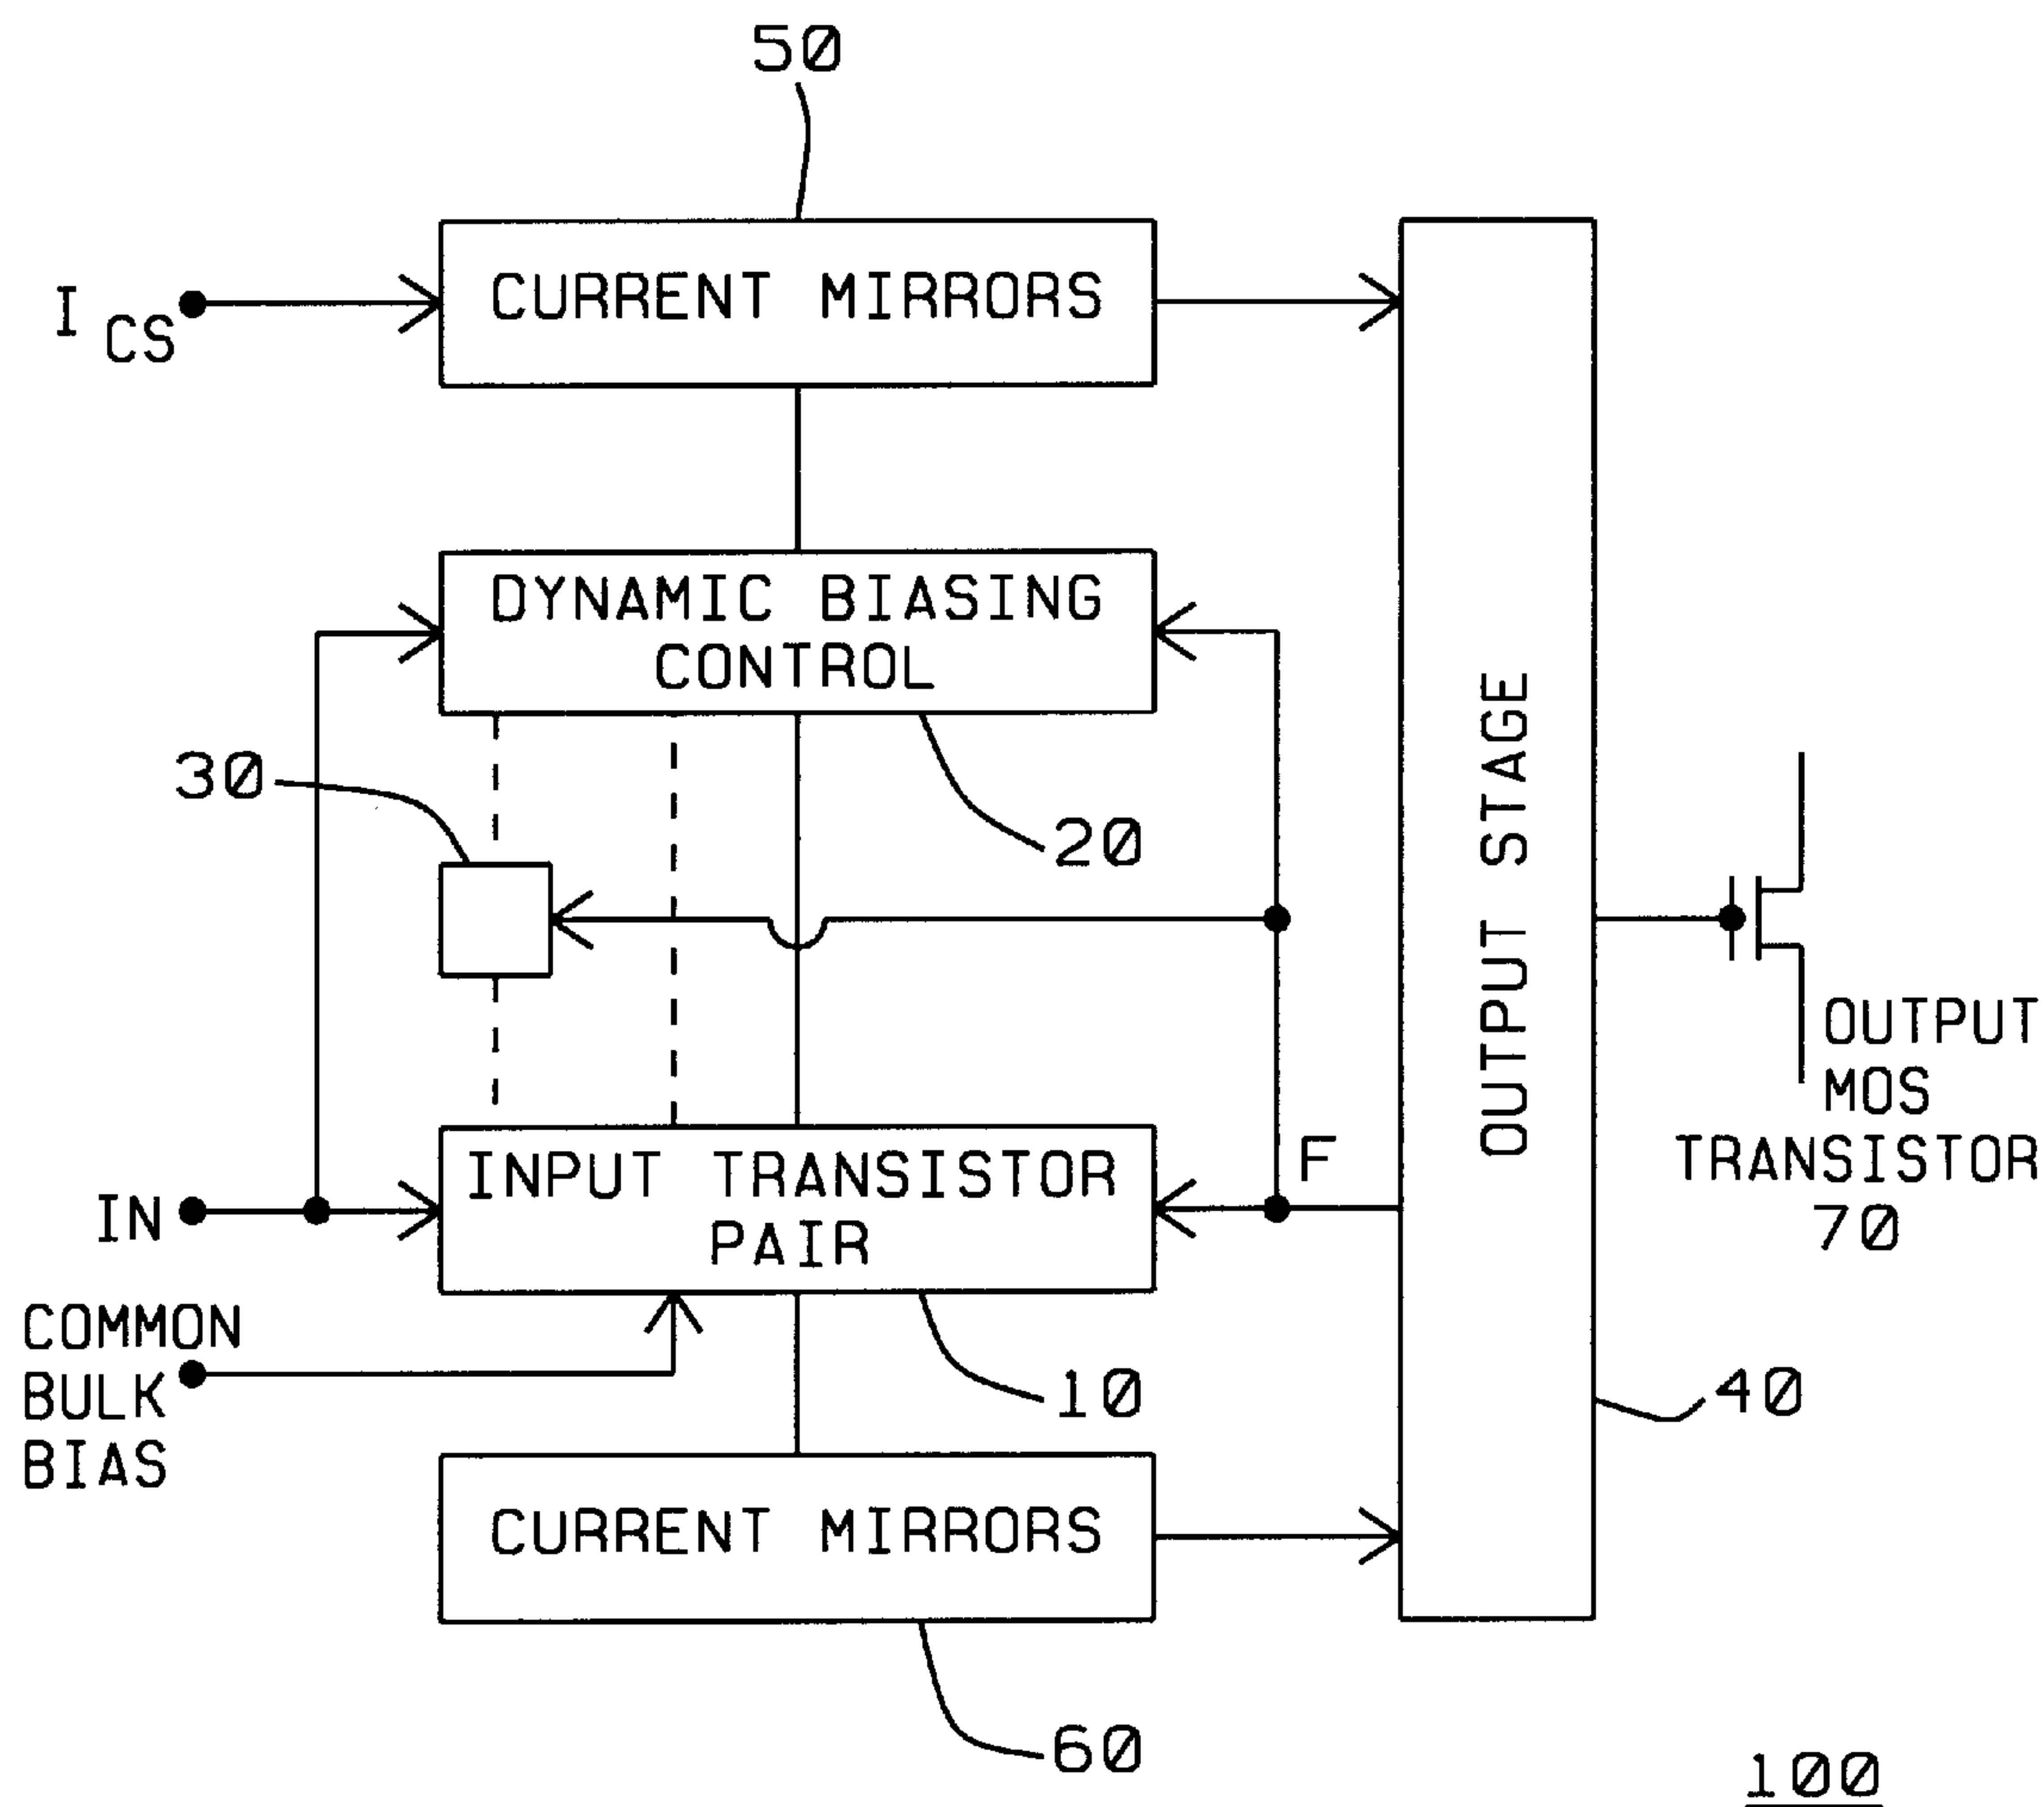 50
I CS
CURRENT MIRRORS
DYNAMIC BIASING
CONTROL
30
20
OUTPUT STAGE
OUTPUT
MOS
TRANSISTOR
70
F
IN
INPUT TRANSISTOR
PAIR
COMMON
BULK
BIAS
10
40
CURRENT MIRRORS
60
100